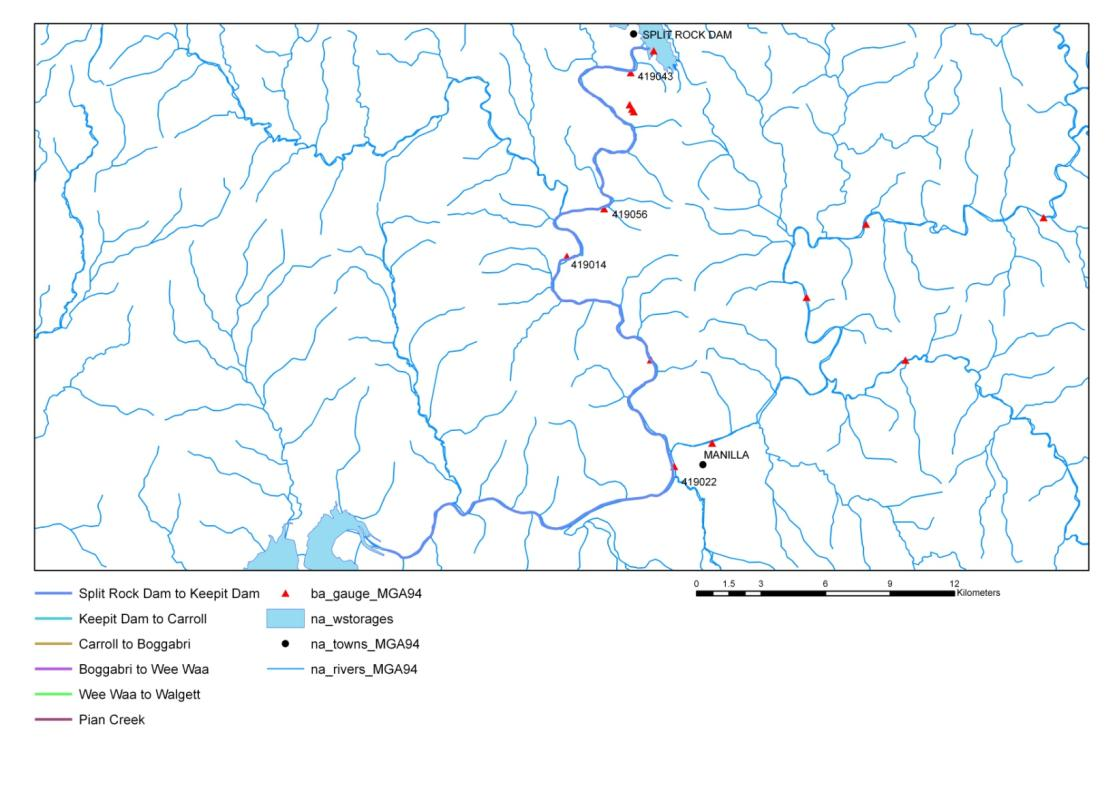 SPLIT ROCK DAM
419043
419056
419014
MANILLA
419022
Split Rock Dam to Keepit Dam
Keepit Dam to Carroll
Carroll to Boggabri
Boggabri to Wee Waa
Wee Waa to Walgett
Pian Creek
ba_gauge_MGA94
na_wstorages
na_towns_MGA94
na_rivers_MGA94
0 1.5 3 6 9 12
Kilometers